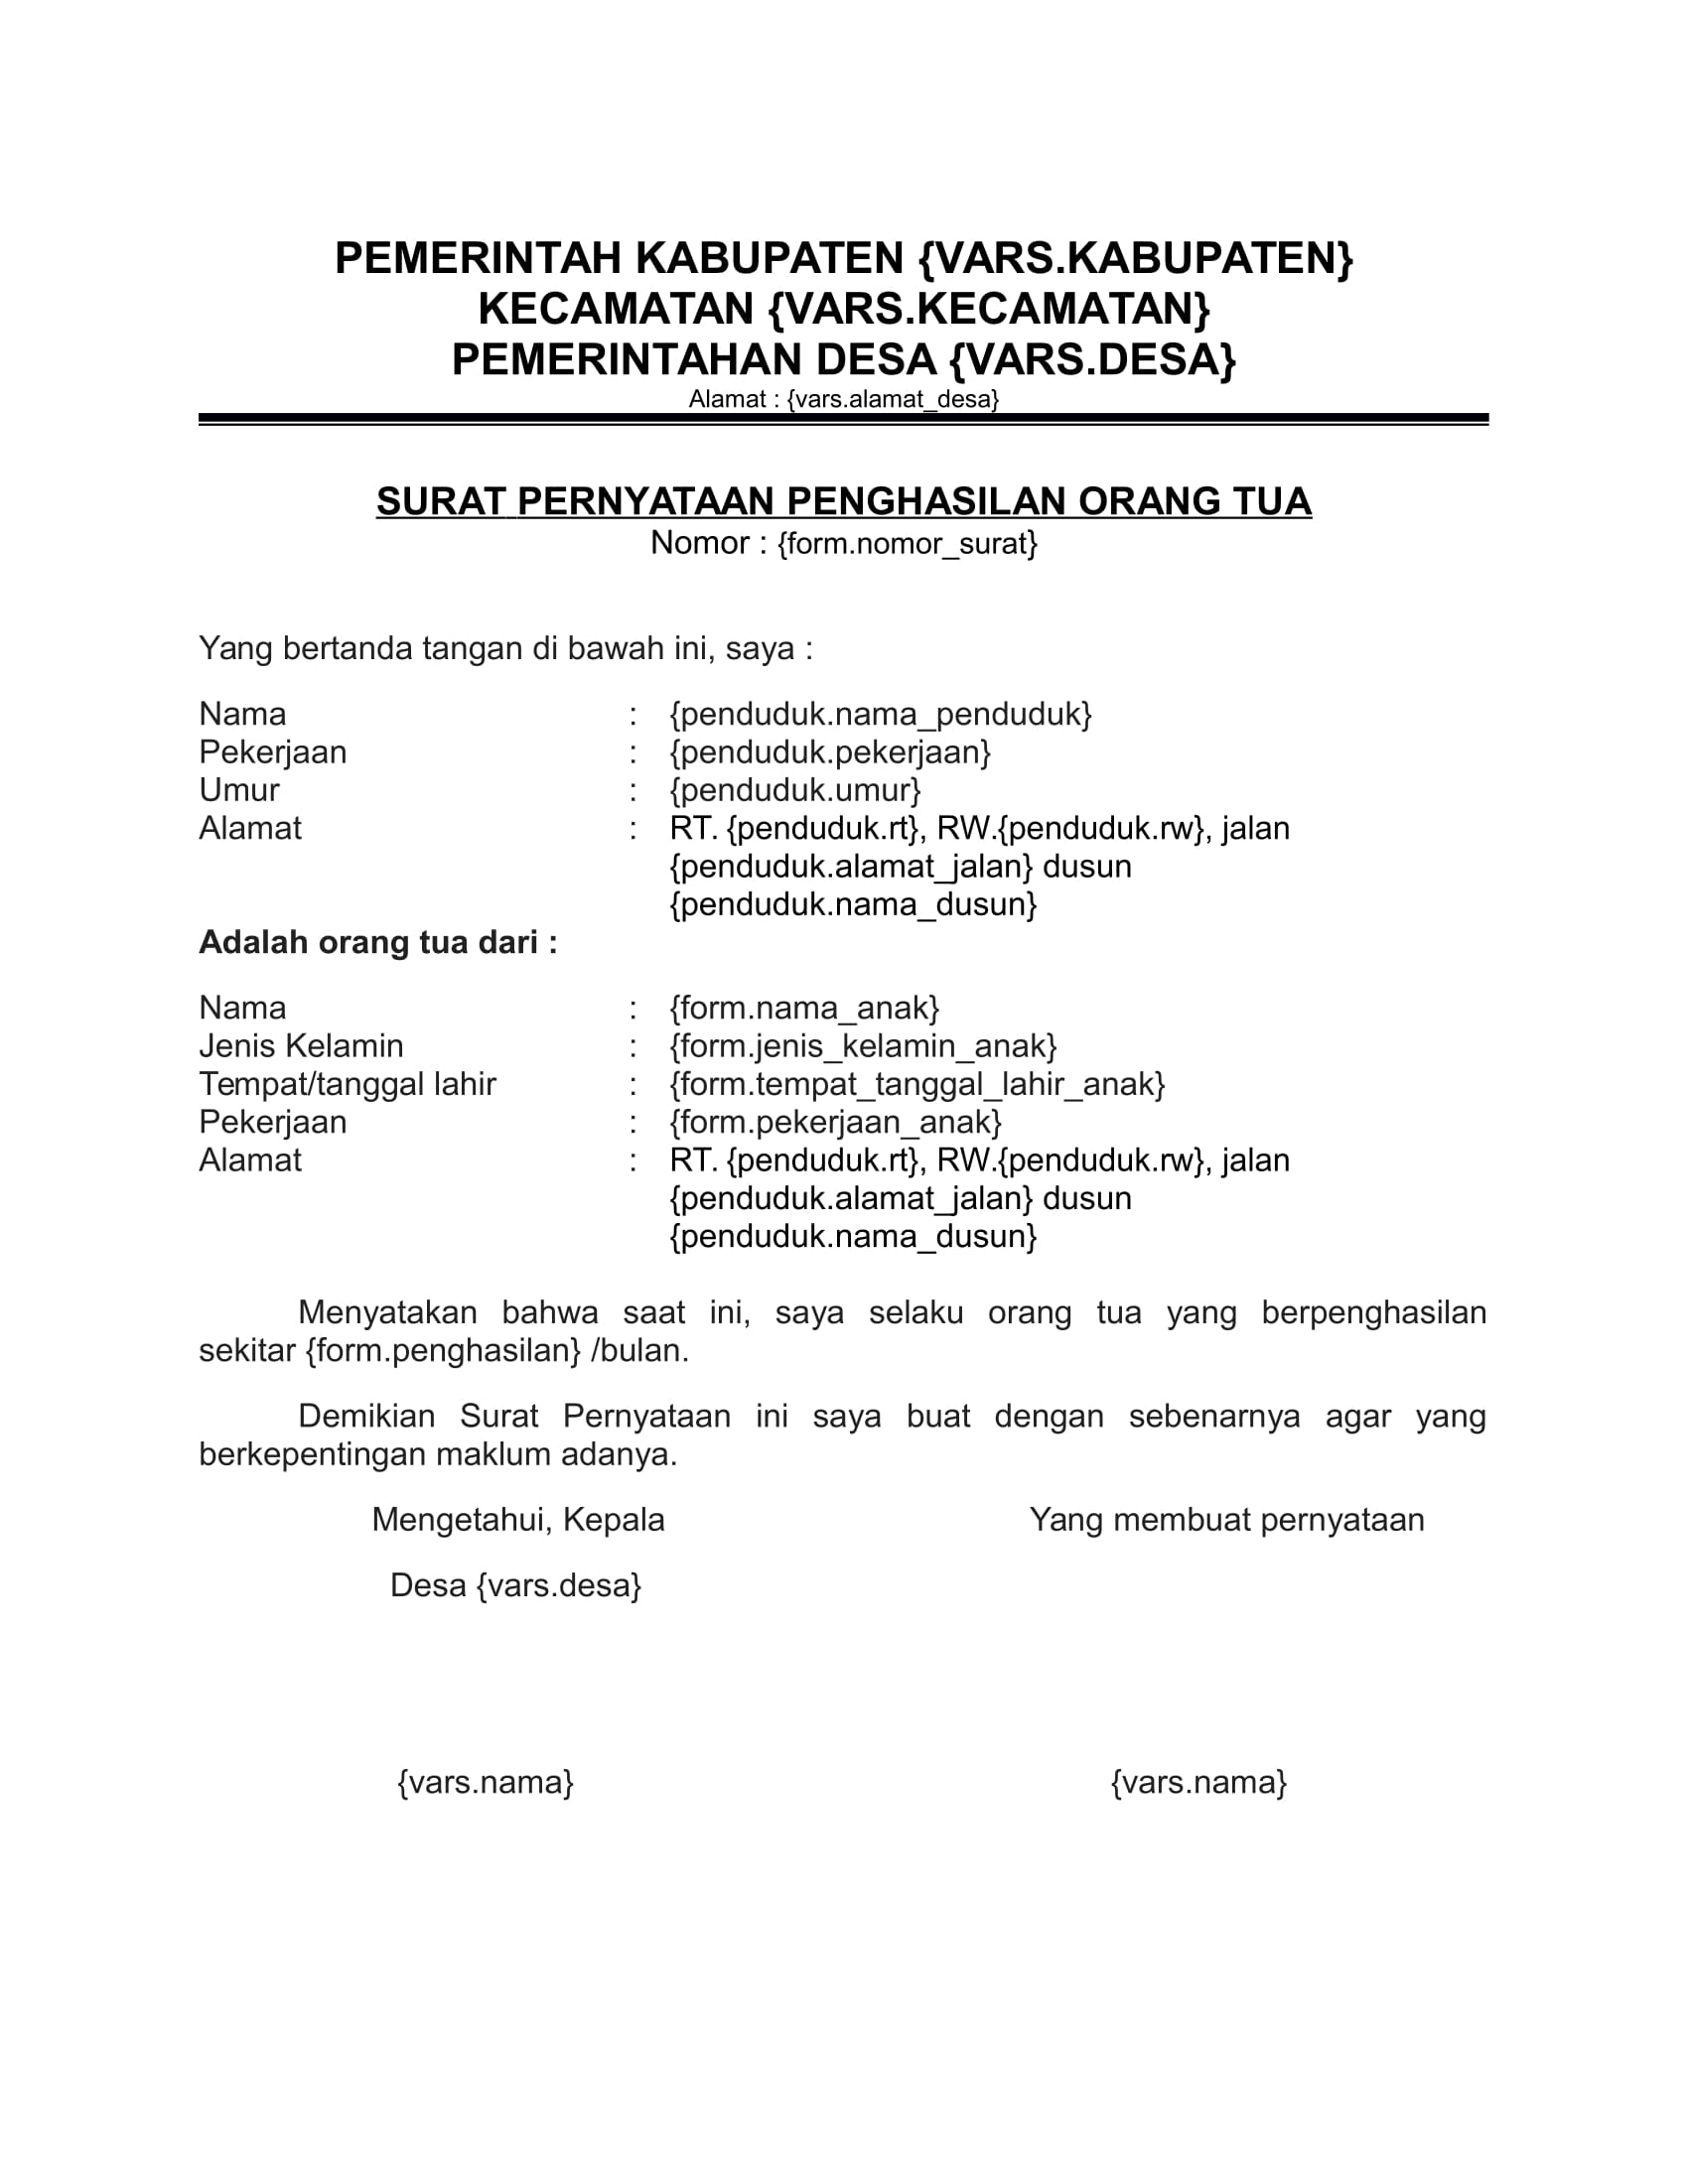 PEMERINTAH KABUPATEN {VARS.KABUPATEN}
KECAMATAN {VARS.KECAMATAN}
PEMERINTAHAN DESA {VARS.DESA}
Alamat : {vars.alamat_desa}
SURAT PERNYATAAN PENGHASILAN ORANG TUA
Nomor : {form.nomor_surat}
Yang bertanda tangan di bawah ini, saya :
Nama : {penduduk.nama_penduduk}
Pekerjaan : {penduduk.pekerjaan}
Umur : {penduduk.umur}
Alamat : RT. {penduduk.rt}, RW.{penduduk.rw}, jalan
{penduduk.alamat_jalan} dusun
{penduduk.nama_dusun}
Adalah orang tua dari :
Nama : {form.nama_anak}
Jenis Kelamin : {form.jenis_kelamin_anak}
Tempat/tanggal lahir : {form.tempat_tanggal_lahir_anak}
Pekerjaan : {form.pekerjaan_anak}
Alamat : RT. {penduduk.rt}, RW.{penduduk.rw}, jalan
{penduduk.alamat_jalan} dusun
{penduduk.nama_dusun}
Menyatakan bahwa saat ini, saya selaku orang tua yang berpenghasilan
sekitar {form.penghasilan} /bulan.
Demikian Surat Pernyataan ini saya buat dengan sebenarnya agar yang
berkepentingan maklum adanya.
Mengetahui, Kepala Yang membuat pernyataan
Desa {vars.desa}
{vars.nama} {vars.nama}